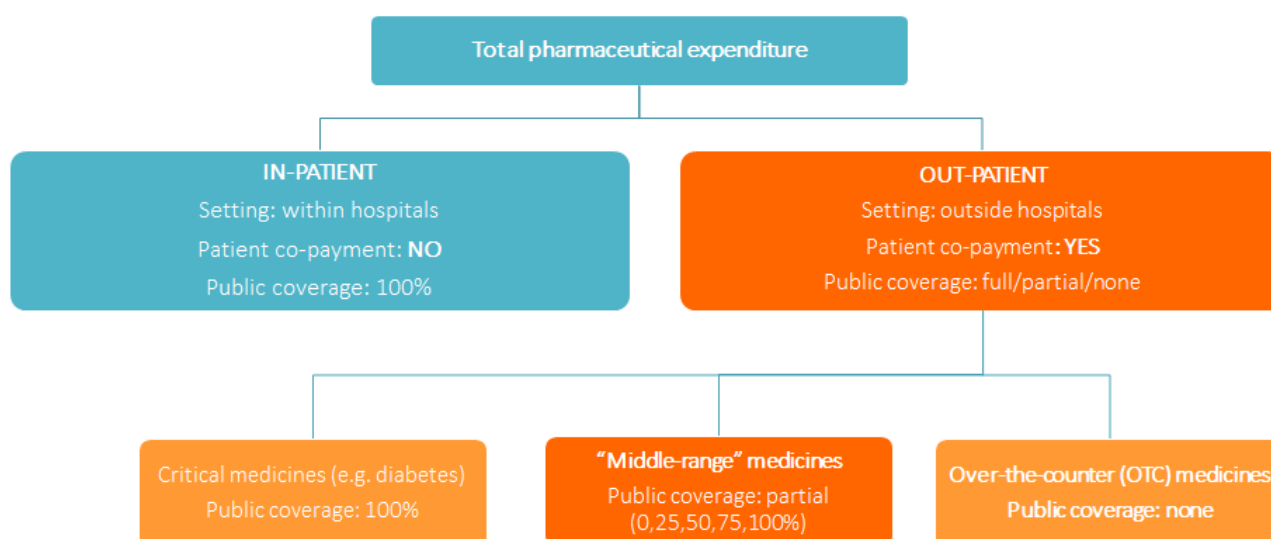 Total pharmaceutical expenditure
IN-PATIENT
Setting: within hospitals
Patient co-payment: NO
Public coverage: 100%
OUT-PATIENT
Setting: outside hospitals
Patient co-payment: YES
Public coverage: full/partial/none
Critical medicines (e.g. diabetes)
Public coverage: 100%
“Middle-range” medicines
Public coverage: partial
(0,25,50,75,100%)
Over-the-counter (OTC) medicines
Public coverage: none